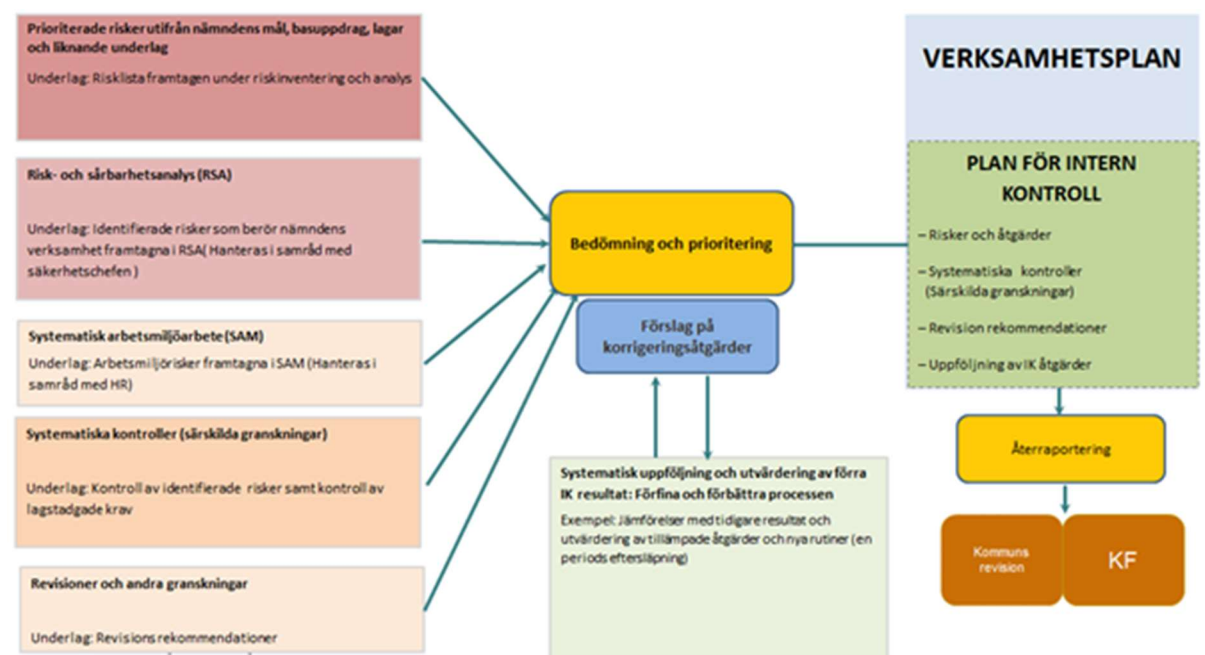 Prioriterade risker utifrån nämndens mål, basuppdrag, lagar
och liknande underlag
Underlag: Risklista framtagen under riskinventering och analys
Risk- och sårbarhetsanalys (RSA)
Underlag: Identifierade risker som berör nämndens
verksamhet framtagna i RSA( Hanteras i samråd med
säkerhetschefen )
Systematisk arbetsmiljöarbete (SAM)
Underlag: Arbetsmiljörisker framtagna i SAM (Hanteras i
samråd med HR)
Systematiska kontroller (särskilda granskningar)
Underlag: Kontroll av identifierade risker samt kontroll av
lagstadgade krav
Revisioner och andra granskningar
Underlag: Revisions rekommendationer
Bedömning och prioritering
Förslag på
korrigeringsåtgärder
Systematisk uppföljning och utvärdering av förra
IK resultat: Förfina och förbättra processen
Exempel: Jämförelser med tidigare resultat och
utvärdering av tillämpade åtgärder och nya rutiner (en
periods eftersläpning)
VERKSAMHETSPLAN
PLAN FÖR INTERN
KONTROLL
– Risker och åtgärder
– Systematiska kontroller
(Särskilda granskningar)
– Revision rekommendationer
– Uppföljning av IK åtgärder
Återraportering
Kommuns
revision
KF